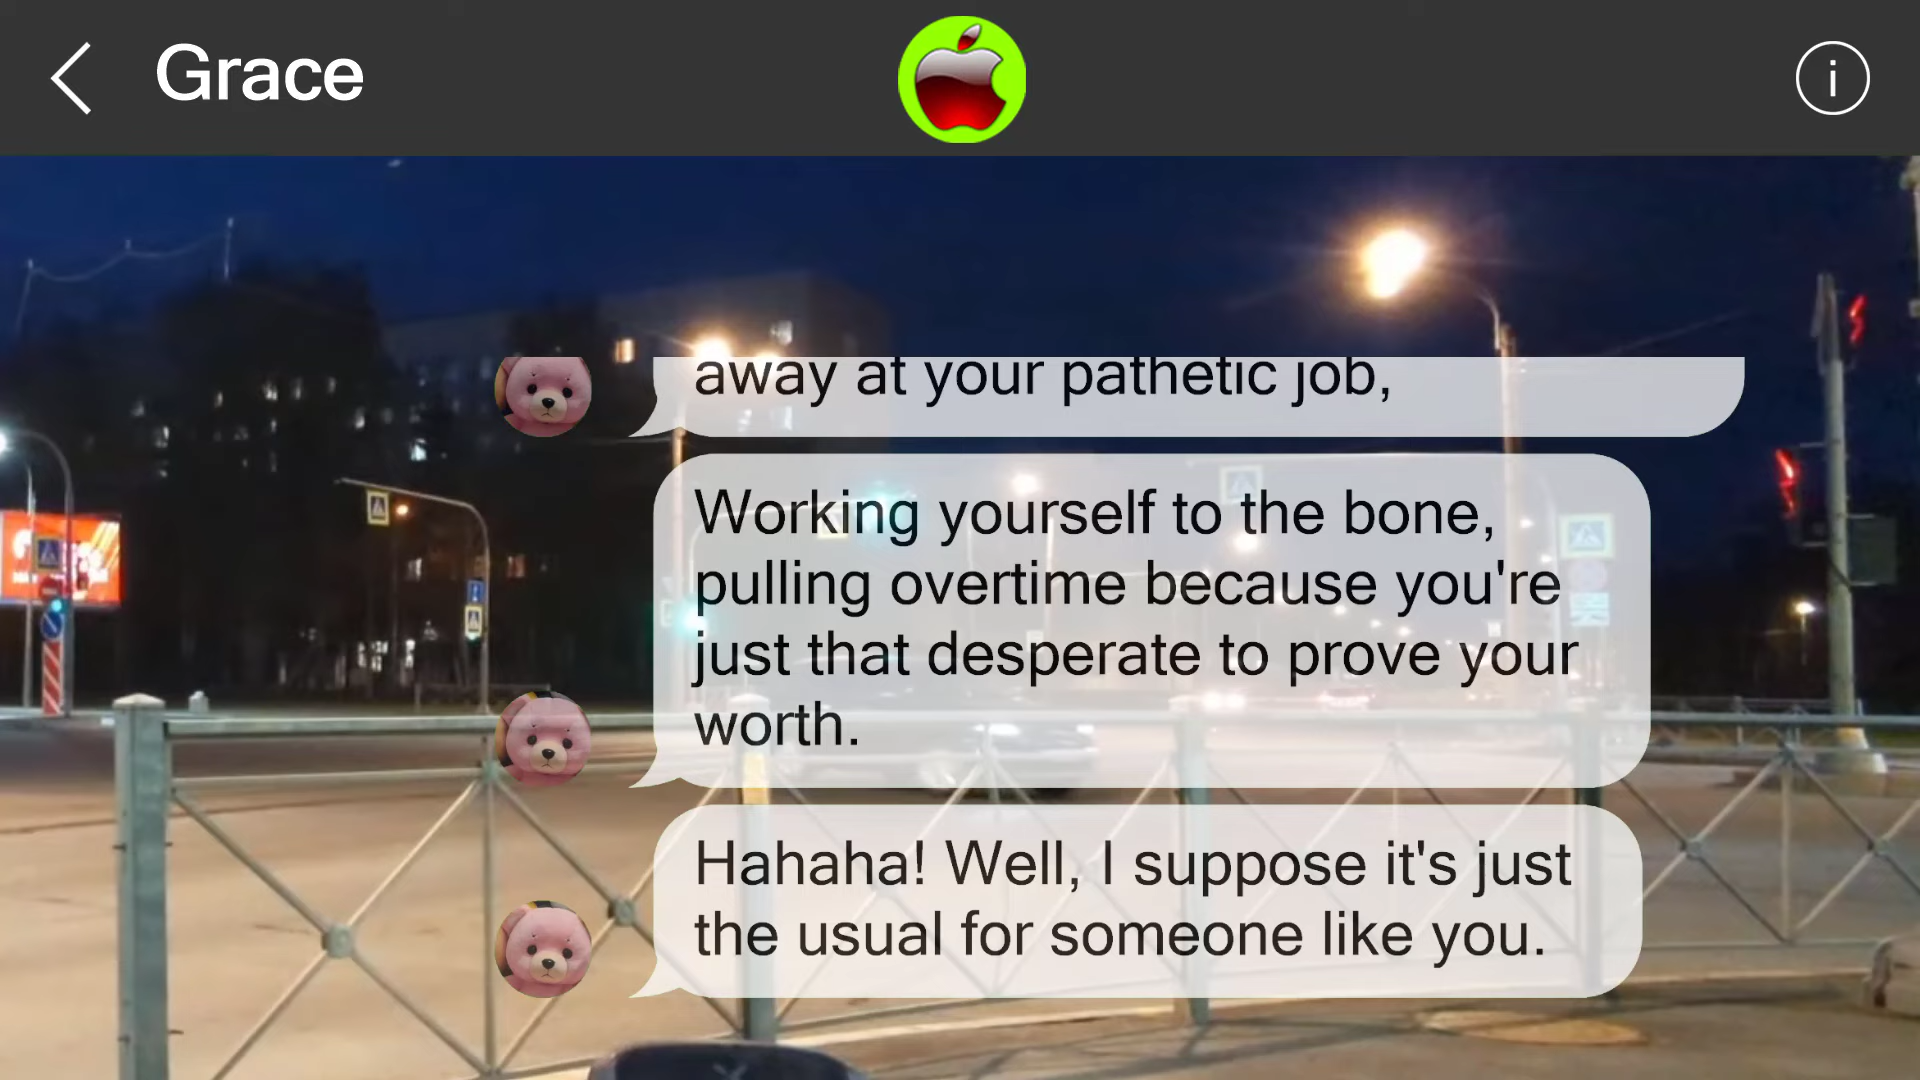 Grace
i
away at your pathetic job,
Working yourself to the bone,
pulling overtime because you're
just that desperate to prove your
worth.
Hahaha! Well, I suppose it's just
the usual for someone like you.